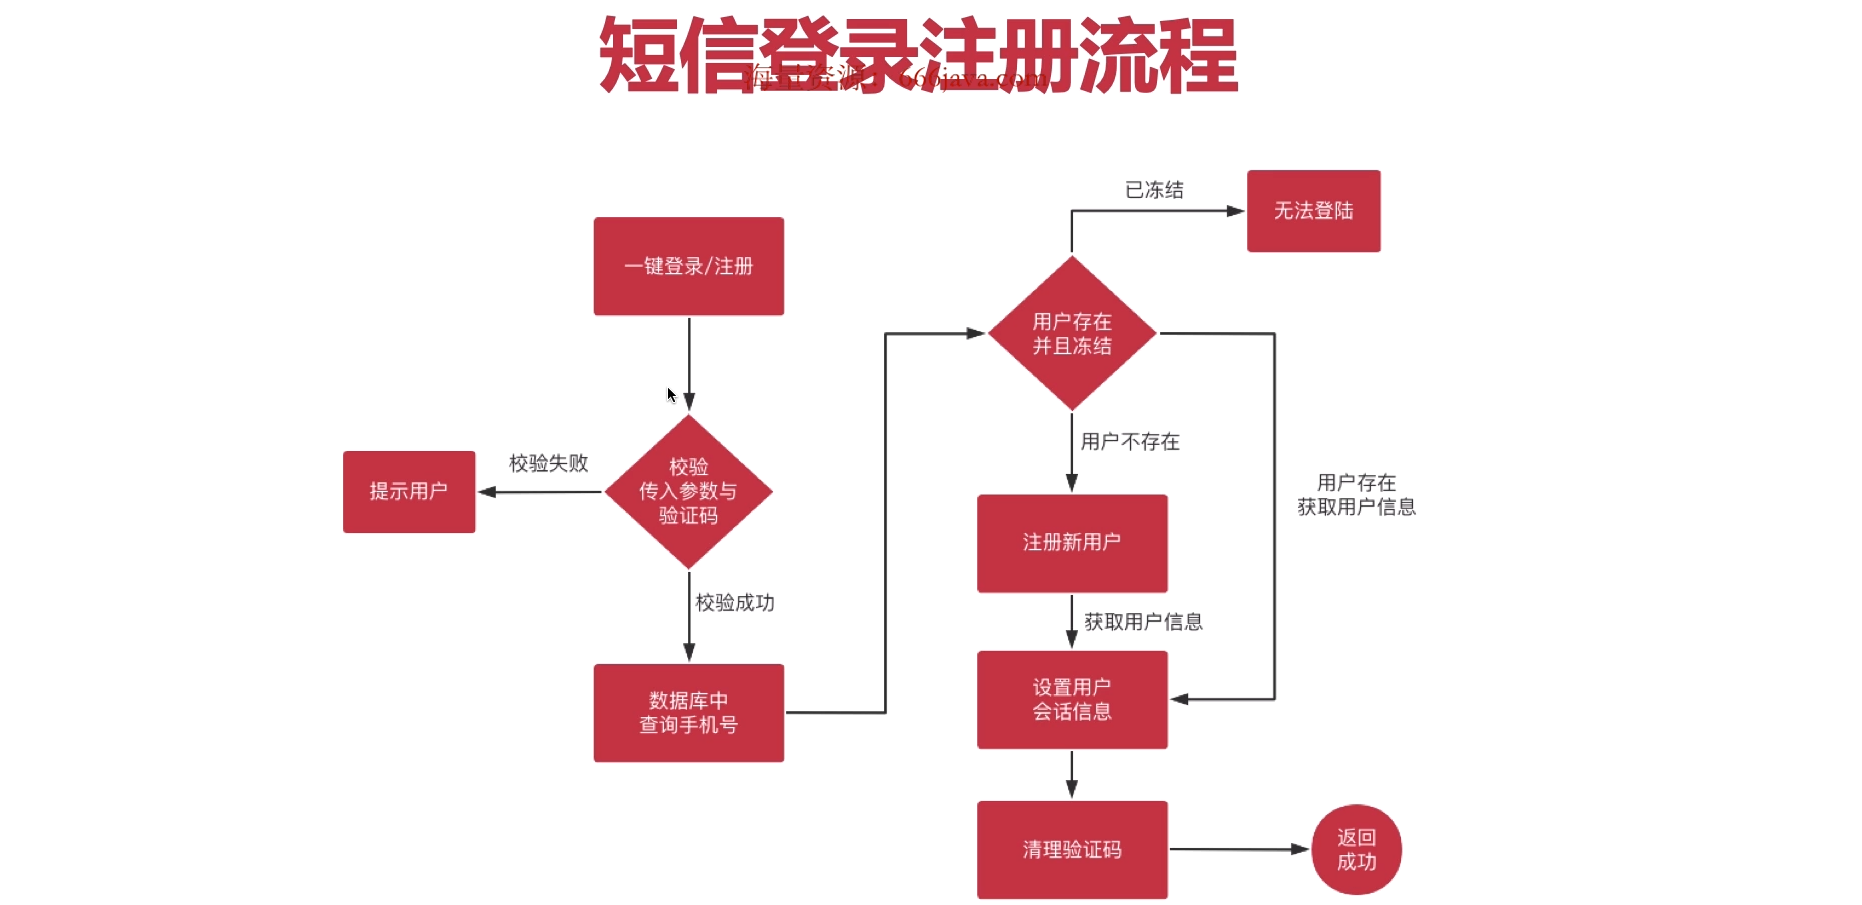 短信登录注册流程
海量资源：666java.com
一键登录/注册
校验
传入参数与
验证码
校验失败
提示用户
校验成功
数据库中
查询手机号
用户存在
并且冻结
已冻结
无法登陆
用户不存在
注册新用户
获取用户信息
用户存在
获取用户信息
设置用户
会话信息
清理验证码
返回
成功